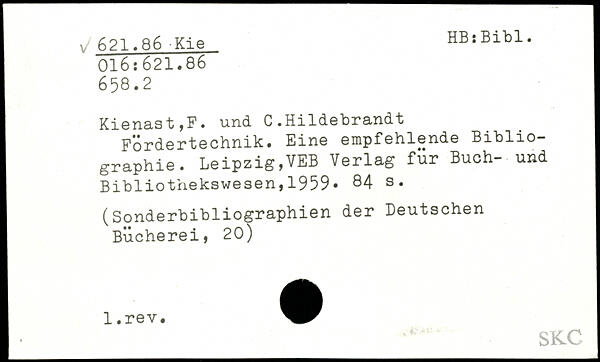 √ 621.86 Kie
HB:Bibl.
016:621.86
658.2
Kienast,F. und C.Hildebrandt
Fördertechnik. Eine empfehlende Biblio-
graphie. Leipzig,VEB Verlag für Buch- und
Bibliothekswesen,1959. 84 s.
(Sonderbibliographien der Deutschen
Bücherei, 20)
1.rev.
SKC